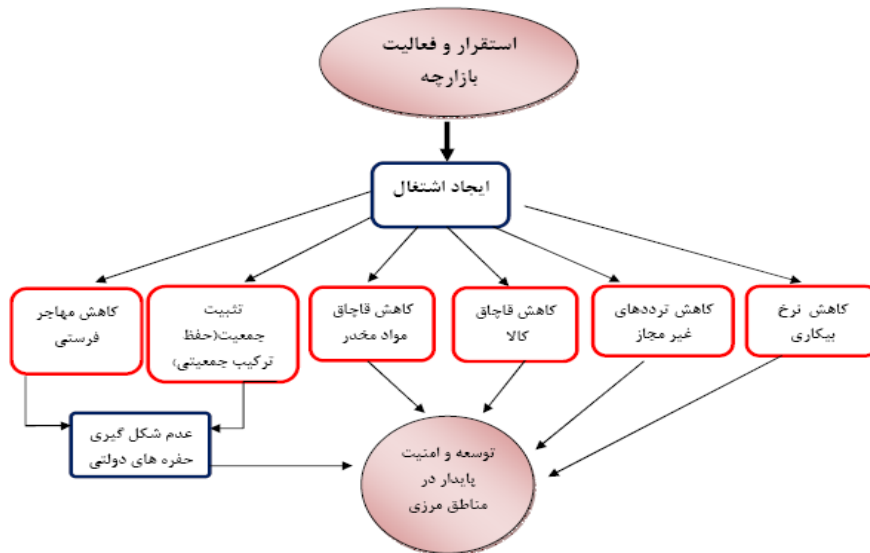 استقرار و فعالیت
بازارچه
ایجاد اشتغال
کاهش نرخ
بیکاری
کاهش ترددهای
غیر مجاز
کاهش قاچاق
کالا
کاهش قاچاق
مواد مخدر
تثبیت
جمعیت(حفظ
ترکیب جمعیتی)
کاهش مهاجر
فرستی
عدم شکل گیری
حفره های دولتی
توسعه و امنیت
پایدار در
مناطق مرزی